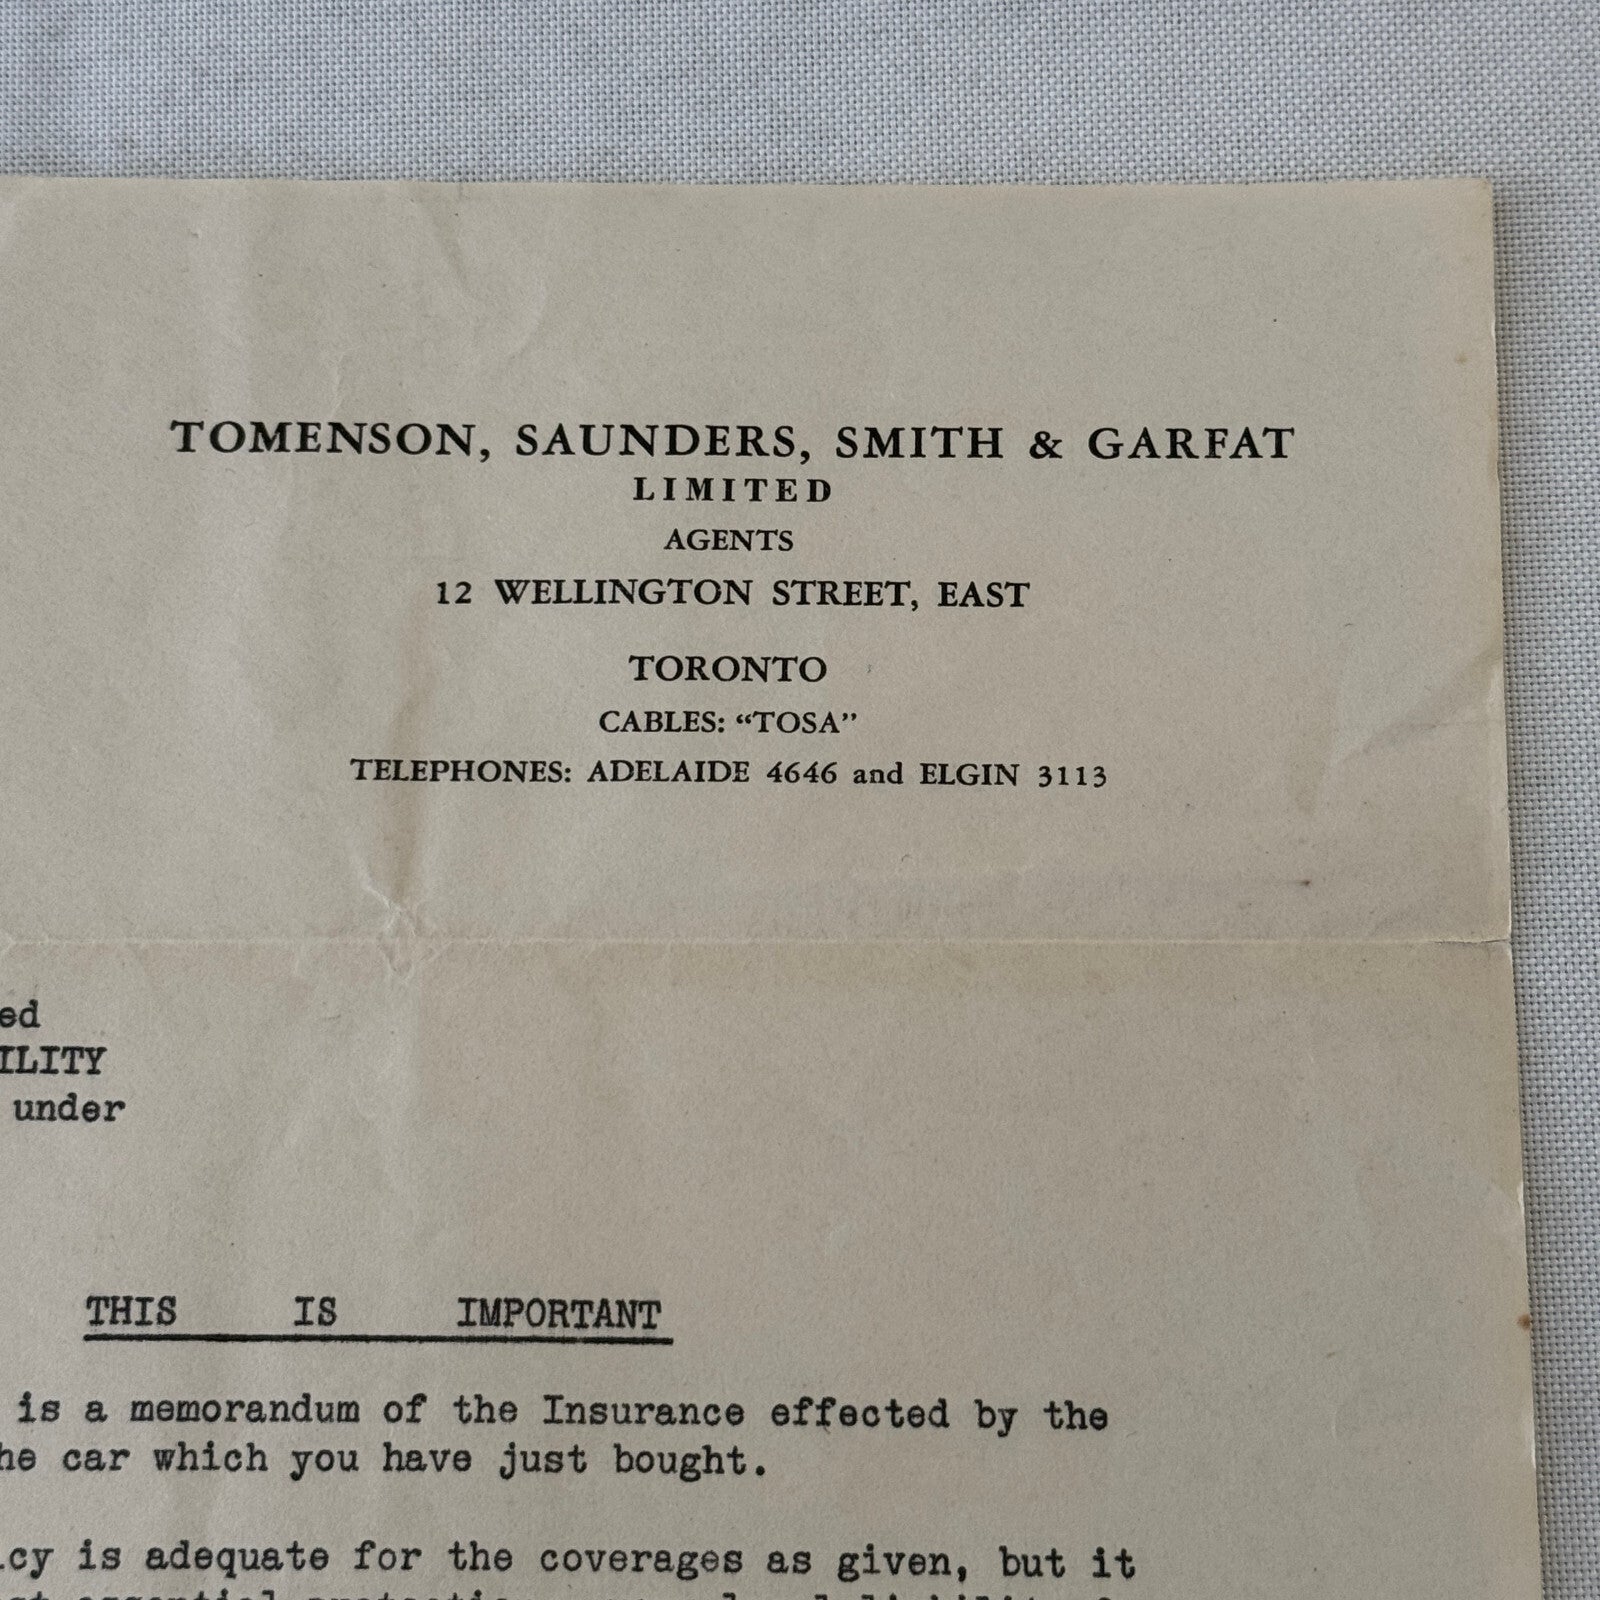 TOMENSON, SAUNDERS, SMITH & GARFAT
LIMITED
AGENTS
12 WELLINGTON STREET, EAST
TORONTO
CABLES: “TOSA”
TELEPHONES: ADELAIDE 4646 and ELGIN 3113
ed
ILITY
under
THIS IS IMPORTANT
is a memorandum of the Insurance effected by the
he car which you have just bought.
icy is adequate for the coverages as given, but it
essential